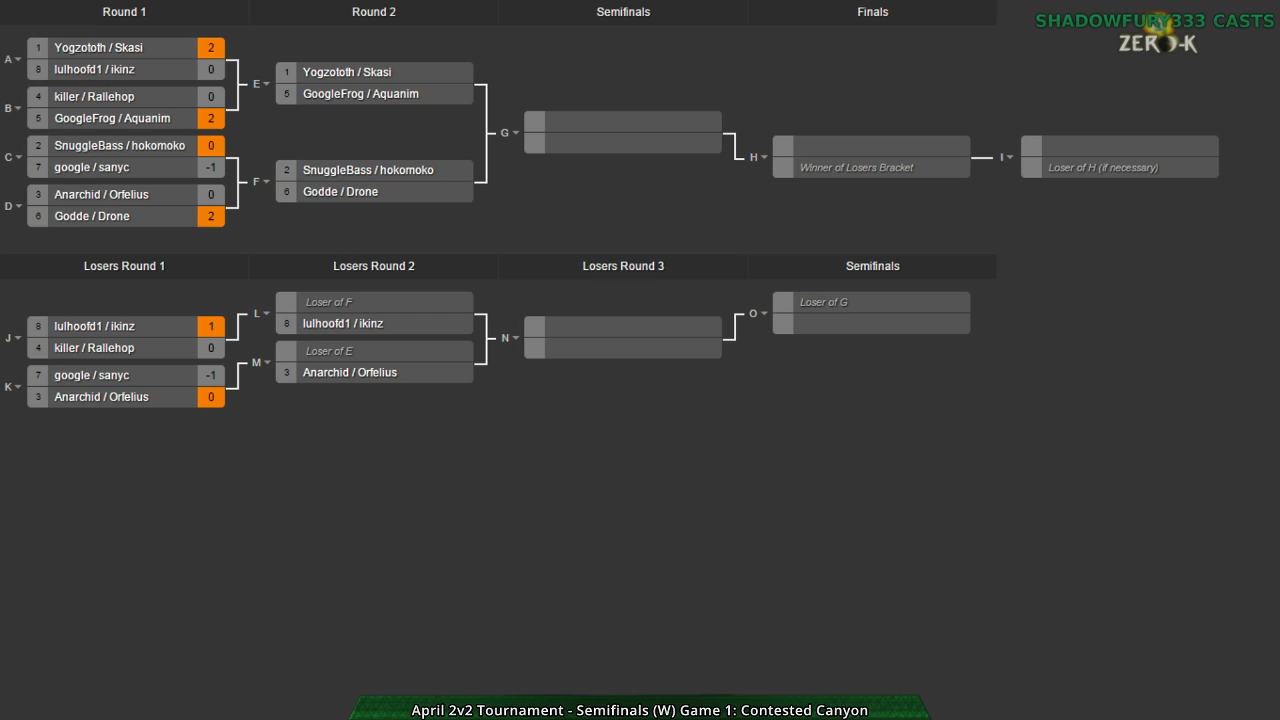 Round 1 Round 2 Semifinals Finals
SHADOWFURY333 CASTS
ZERO-K
A 1 Yogzototh / Skasi 2
8 lulhoofd1 / ikinz 0
B 4 killer / Rallehop 0
5 GoogleFrog / Aquanim 2
C 2 SnuggleBass / hokomoko 0
7 google / sanyc -1
D 3 Anarchid / Orfelius 0
6 Godde / Drone 2
E 1 Yogzototh / Skasi
5 GoogleFrog / Aquanim
F 2 SnuggleBass / hokomoko
6 Godde / Drone
G
H
Winner of Losers Bracket
I
Loser of H (if necessary)
Losers Round 1 Losers Round 2 Losers Round 3 Semifinals
J 8 lulhoofd1 / ikinz 1
4 killer / Rallehop 0
K 7 google / sanyc -1
3 Anarchid / Orfelius 0
L Loser of F
8 lulhoofd1 / ikinz
M Loser of E
3 Anarchid / Orfelius
N
O Loser of G
April 2v2 Tournament - Semifinals (W) Game 1: Contested Canyon